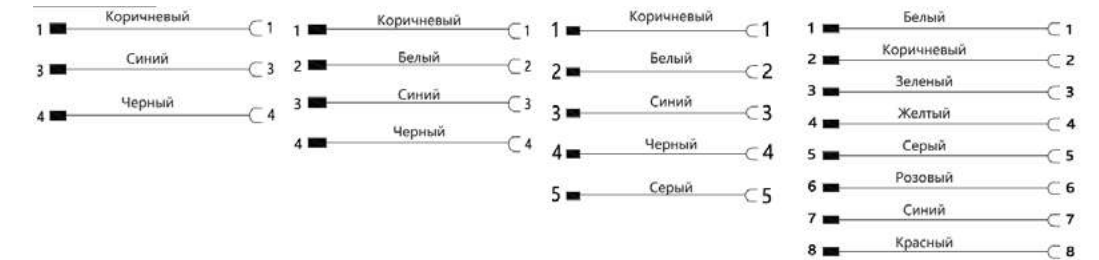 1 Коричневый 1
3 Синий 3
4 Черный 4
1 Коричневый 1
2 Белый 2
3 Синий 3
4 Черный 4
1 Коричневый 1
2 Белый 2
3 Синий 3
4 Черный 4
5 Серый 5
1 Белый 1
2 Коричневый 2
3 Зеленый 3
4 Желтый 4
5 Серый 5
6 Розовый 6
7 Синий 7
8 Красный 8